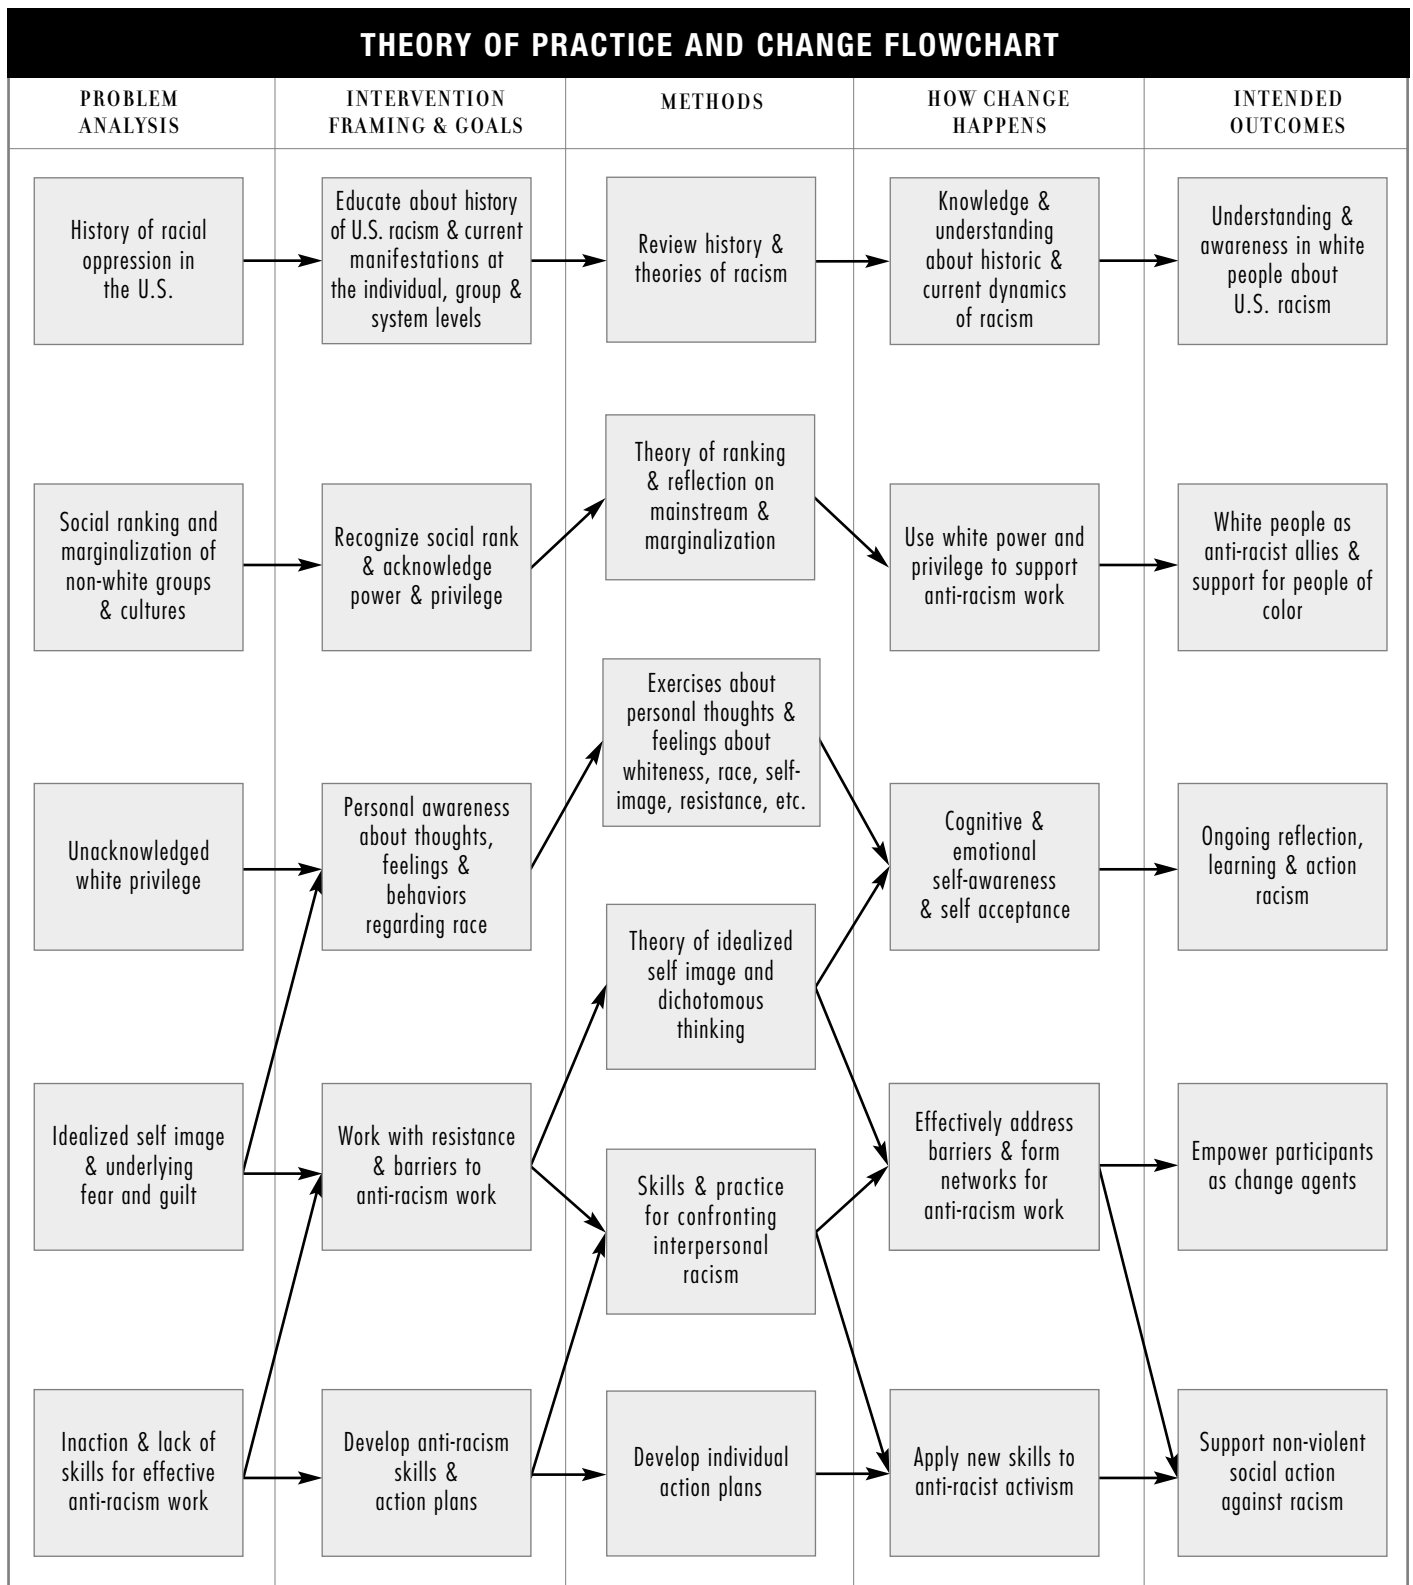 THEORY OF PRACTICE AND CHANGE FLOWCHART
PROBLEM
ANALYSIS
INTERVENTION
FRAMING & GOALS
METHODS
HOW CHANGE
HAPPENS
INTENDED
OUTCOMES
History of racial
oppression in
the U.S.
Educate about history
of U.S. racism & current
manifestations at
the individual, group &
system levels
Review history &
theories of racism
Knowledge &
understanding
about historic &
current dynamics
of racism
Understanding &
awareness in white
people about
U.S. racism
Social ranking and
marginalization of
non-white groups
& cultures
Recognize social rank
& acknowledge
power & privilege
Theory of ranking
& reflection on
mainstream &
marginalization
Use white power and
privilege to support
anti-racism work
White people as
anti-racist allies &
support for people of
color
Unacknowledged
white privilege
Personal awareness
about thoughts,
feelings &
behaviors
regarding race
Exercises about
personal thoughts &
feelings about
whiteness, race, self-
image, resistance, etc.
Cognitive &
emotional
self-awareness
& self acceptance
Ongoing reflection,
learning & action
racism
Theory of idealized
self image and
dichotomous
thinking
Idealized self image
& underlying
fear and guilt
Work with resistance
& barriers to
anti-racism work
Skills & practice
for confronting
interpersonal
racism
Effectively address
barriers & form
networks for
anti-racism work
Empower participants
as change agents
Inaction & lack of
skills for effective
anti-racism work
Develop anti-racism
skills &
action plans
Develop individual
action plans
Apply new skills to
anti-racist activism
Support non-violent
social action
against racism